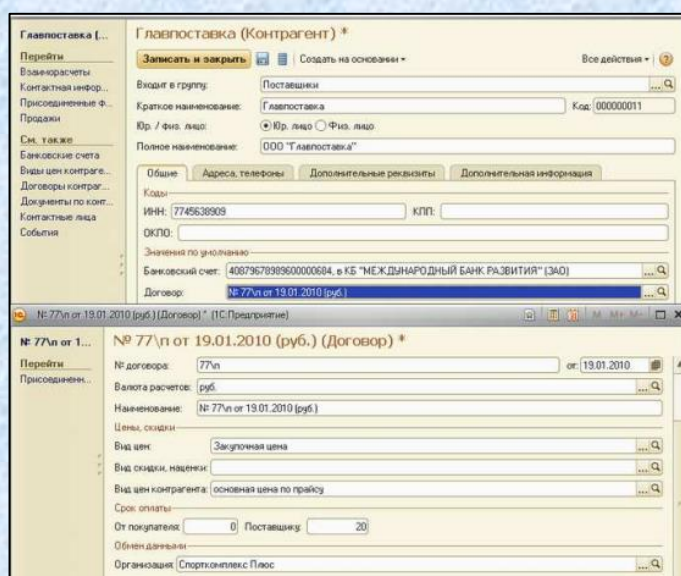 Главпоставка (...
Главпоставка (Контрагент) *
Перейти
Взаиморасчеты
Контактная инфор...
Присоединенные ф...
Продажи
См. также
Банковские счета
Виды цен контраге...
Договоры контраг...
Документы по конт...
Контактные лица
События
Записать и закрыть Создать на основании Все действия
Входит в группу: Поставщики
Краткое наименование: Главпоставка Код: 000000011
Юр. / физ. лицо: Юр. лицо Физ. лицо
Полное наименование: ООО "Главпоставка"
Общие Адреса, телефоны Дополнительные реквизиты Дополнительная информация
Коды
ИНН: 7745638909 КПП:
ОКПО:
Значения по умолчанию
Банковский счет: 40879678989600000684, в КБ "МЕЖДУНАРОДНЫЙ БАНК РАЗВИТИЯ" (ЗАО)
Договор: № 77\п от 19.01.2010 (руб.)
№ 77\п от 19.01.2010 (руб.) (Договор) * (1С:Предприятие) M M+ M-
№ 77\п от 1...
№ 77\п от 19.01.2010 (руб.) (Договор) *
Перейти
Присоединенн...
№ договора: 77\п от: 19.01.2010
Валюта расчетов: руб.
Наименование: № 77\п от 19.01.2010 (руб.)
Цены, скидки
Вид цен: Закупочная цена
Вид скидки, наценки:
Вид цен контрагента: основная цена по прайсу
Срок оплаты
От покупателя: 0 Поставщику: 20
Обмен данными
Организация: Спорткомплекс Плюс